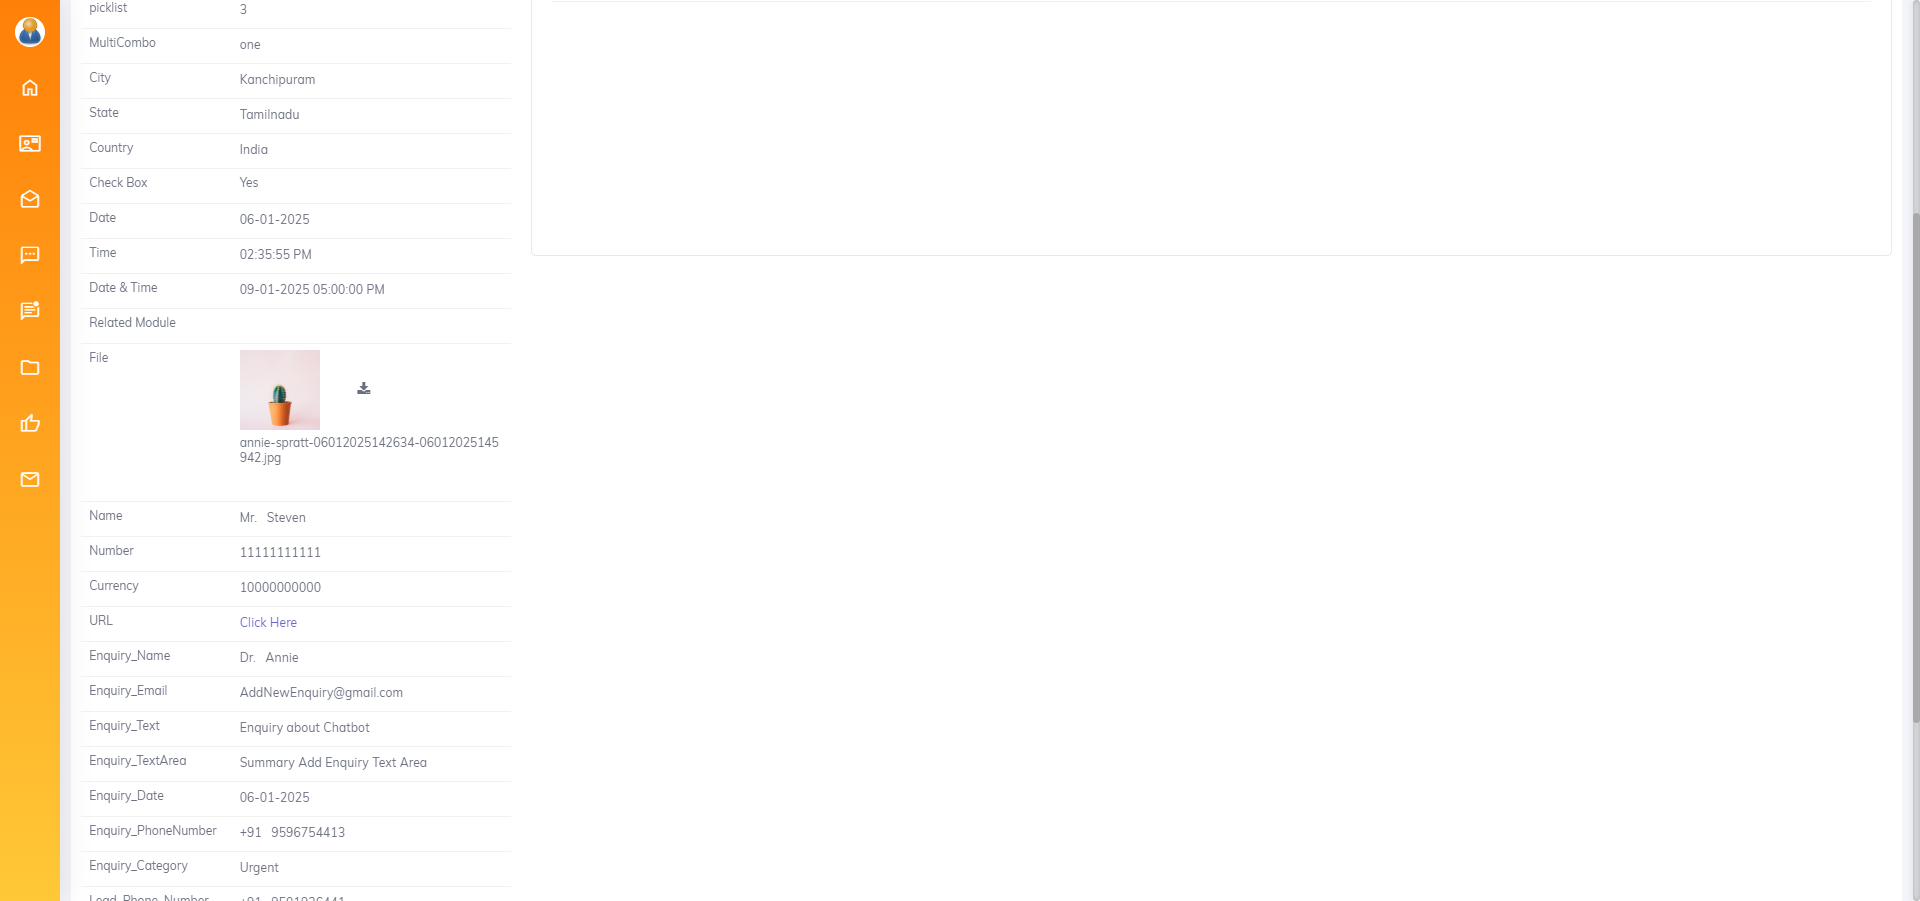 picklist 3
MultiCombo one
City Kanchipuram
State Tamilnadu
Country India
Check Box Yes
Date 06-01-2025
Time 02:35:55 PM
Date & Time 09-01-2025 05:00:00 PM
Related Module
File
annie-spratt-06012025142634-06012025145
942.jpg
Name Mr. Steven
Number 11111111111
Currency 10000000000
URL Click Here
Enquiry_Name Dr. Annie
Enquiry_Email AddNewEnquiry@gmail.com
Enquiry_Text Enquiry about Chatbot
Enquiry_TextArea Summary Add Enquiry Text Area
Enquiry_Date 06-01-2025
Enquiry_PhoneNumber +91 9596754413
Enquiry_Category Urgent
Lead_Phone_Number +91